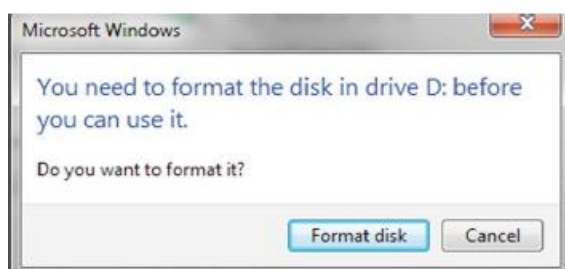 Microsoft Windows
You need to format the disk in drive D: before
you can use it.
Do you want to format it?
Format disk
Cancel